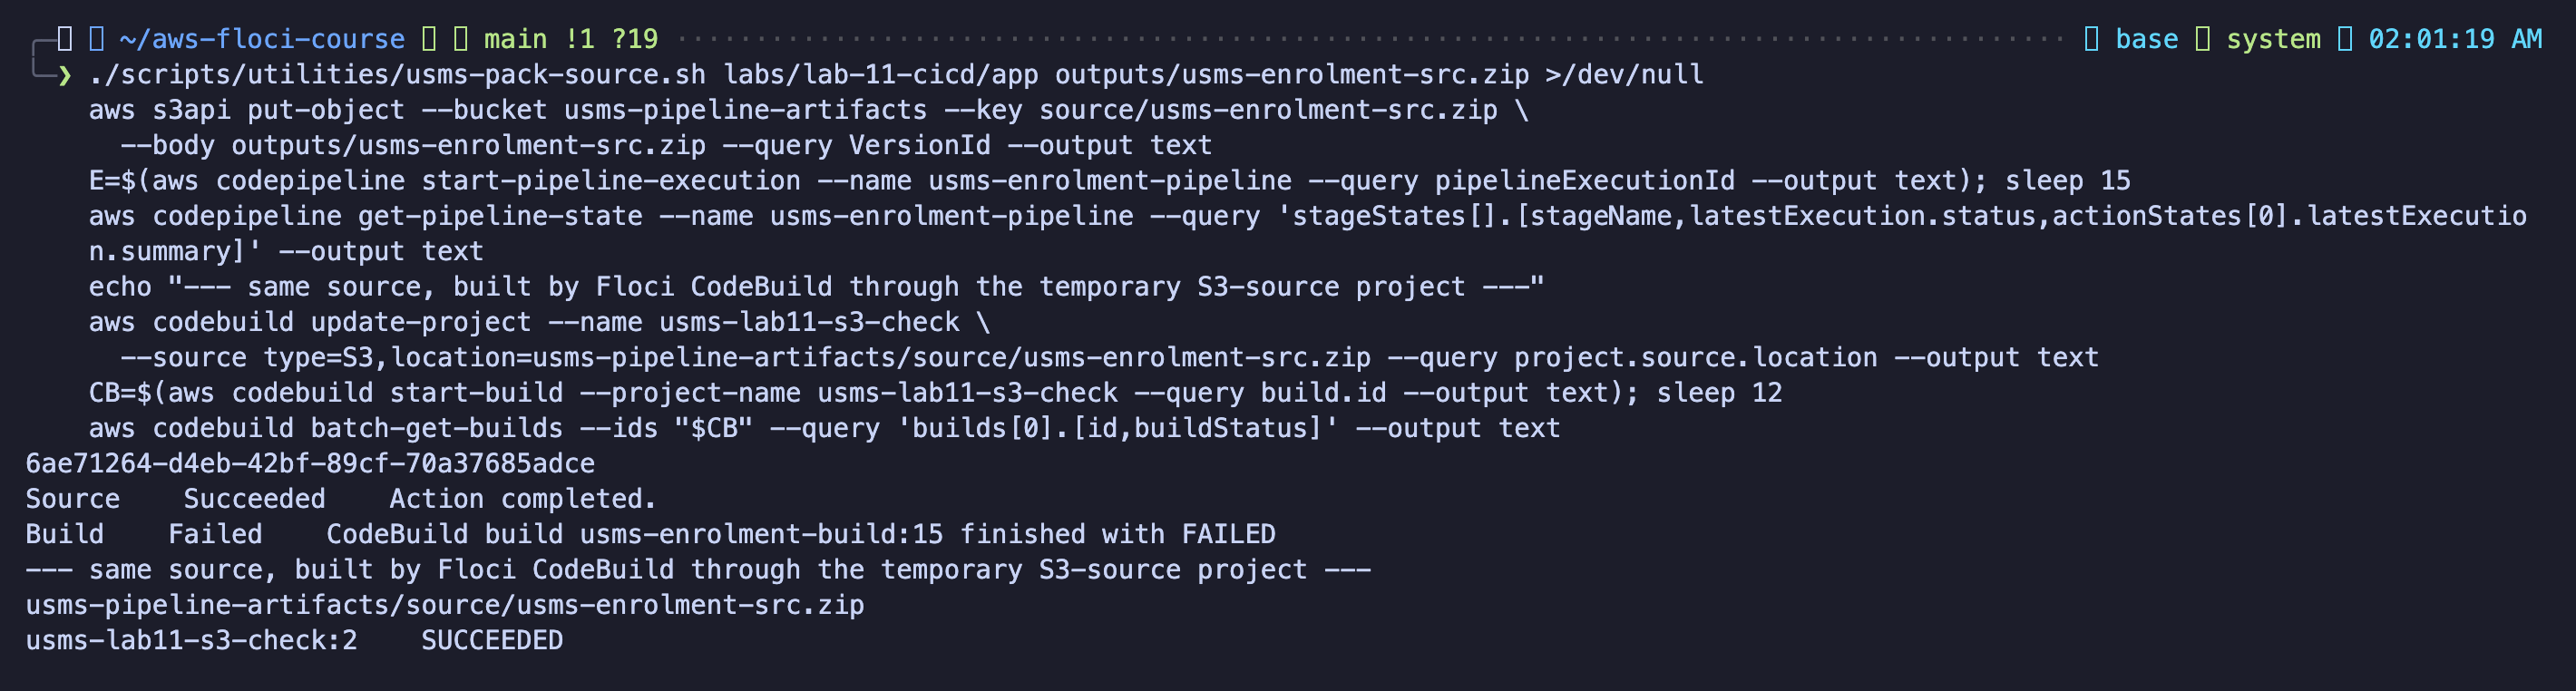 ~/aws-floci-course main !1 ?19 base system 02:01:19 AM
❯ ./scripts/utilities/usms-pack-source.sh labs/lab-11-cicd/app outputs/usms-enrolment-src.zip >/dev/null
aws s3api put-object --bucket usms-pipeline-artifacts --key source/usms-enrolment-src.zip \
--body outputs/usms-enrolment-src.zip --query VersionId --output text
E=$(aws codepipeline start-pipeline-execution --name usms-enrolment-pipeline --query pipelineExecutionId --output text); sleep 15
aws codepipeline get-pipeline-state --name usms-enrolment-pipeline --query 'stageStates[].[stageName,latestExecution.status,actionStates[0].latestExecutio
n.summary]' --output text
echo "--- same source, built by Floci CodeBuild through the temporary S3-source project ---"
aws codebuild update-project --name usms-lab11-s3-check \
--source type=S3,location=usms-pipeline-artifacts/source/usms-enrolment-src.zip --query project.source.location --output text
CB=$(aws codebuild start-build --project-name usms-lab11-s3-check --query build.id --output text); sleep 12
aws codebuild batch-get-builds --ids "$CB" --query 'builds[0].[id,buildStatus]' --output text
6ae71264-d4eb-42bf-89cf-70a37685adce
Source Succeeded Action completed.
Build Failed CodeBuild build usms-enrolment-build:15 finished with FAILED
--- same source, built by Floci CodeBuild through the temporary S3-source project ---
usms-pipeline-artifacts/source/usms-enrolment-src.zip
usms-lab11-s3-check:2 SUCCEEDED